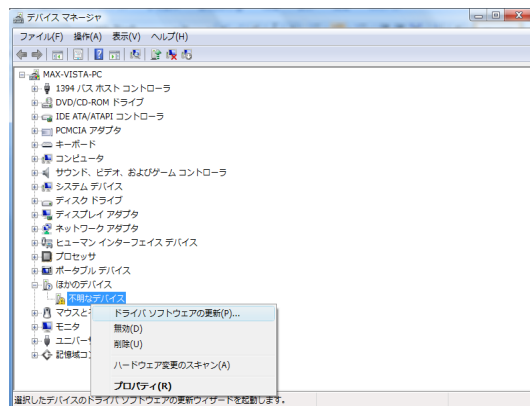 デバイス マネージャ
ファイル(F) 操作(A) 表示(V) ヘルプ(H)
MAX-VISTA-PC
1394 バス ホスト コントローラ
DVD/CD-ROM ドライブ
IDE ATA/ATAPI コントローラ
PCMCIA アダプタ
キーボード
コンピュータ
サウンド、ビデオ、およびゲーム コントローラ
システム デバイス
ディスク ドライブ
ディスプレイ アダプタ
ネットワーク アダプタ
ヒューマン インターフェイス デバイス
プロセッサ
ポータブル デバイス
ほかのデバイス
不明なデバイス
マウスと
ドライバ ソフトウェアの更新(P)...
モニタ
無効(D)
ユニバー
削除(U)
記憶域コ
ハードウェア変更のスキャン(A)
プロパティ(R)
選択したデバイスのドライバ ソフトウェアの更新ウィザードを起動します。